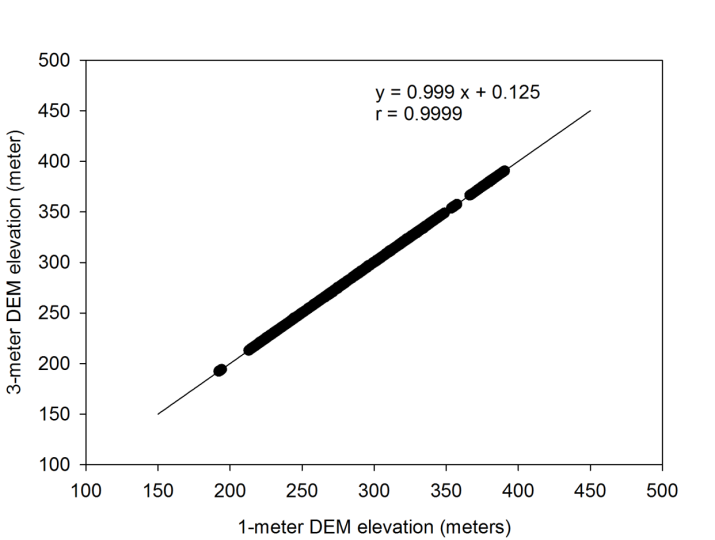 y = 0.999 x + 0.125
r = 0.9999
500
450
400
350
300
250
200
150
100
3-meter DEM elevation (meter)
100 150 200 250 300 350 400 450 500
1-meter DEM elevation (meters)